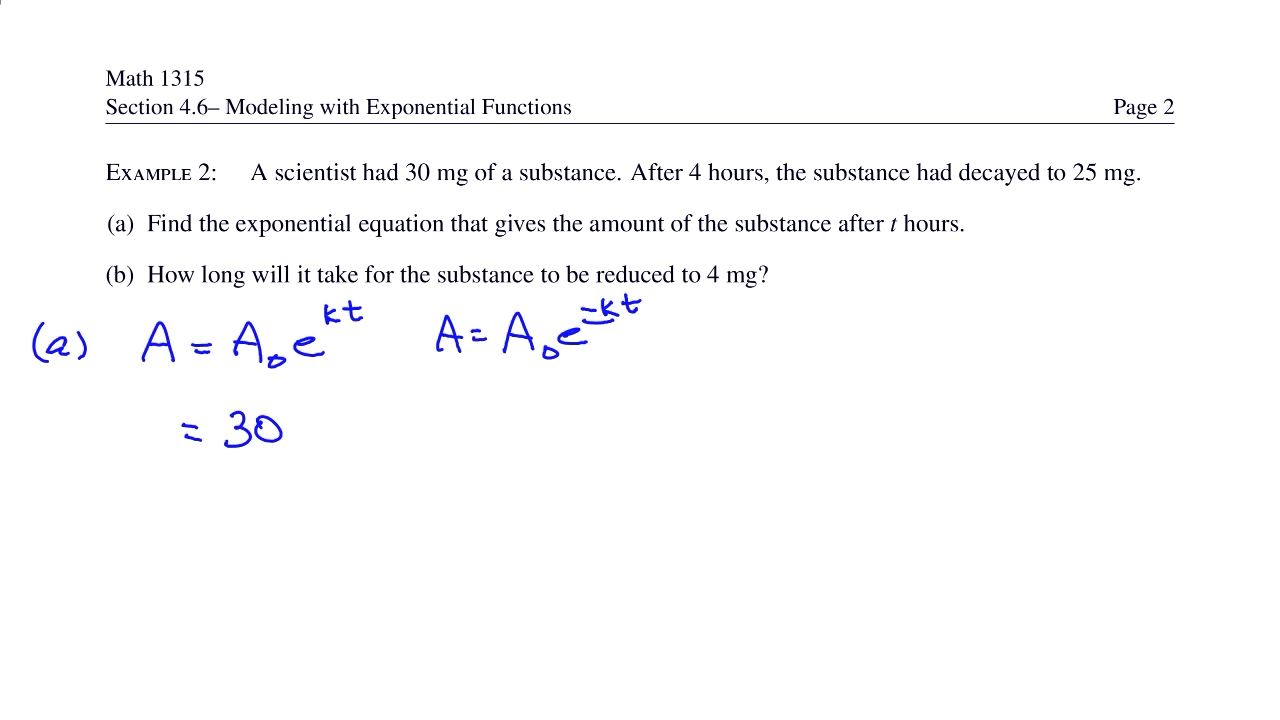 Math 1315
Section 4.6– Modeling with Exponential Functions Page 2
EXAMPLE 2: A scientist had 30 mg of a substance. After 4 hours, the substance had decayed to 25 mg.
(a) Find the exponential equation that gives the amount of the substance after t hours.
(b) How long will it take for the substance to be reduced to 4 mg?
(a) A = A₀e^kt A = A₀e^-kt
= 30